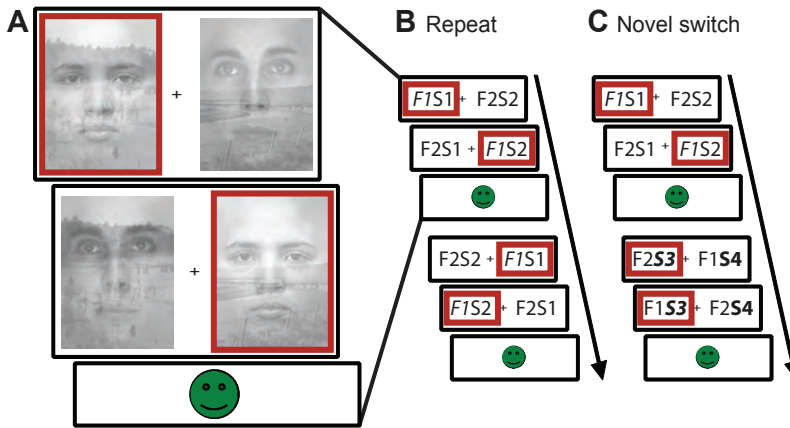 A
B Repeat
C Novel switch
+
+
F1S1 + F2S2
F2S1 + F1S2
F2S2 + F1S1
F1S2 + F2S1
F1S1 + F2S2
F2S1 + F1S2
F2S3 + F1S4
F1S3 + F2S4